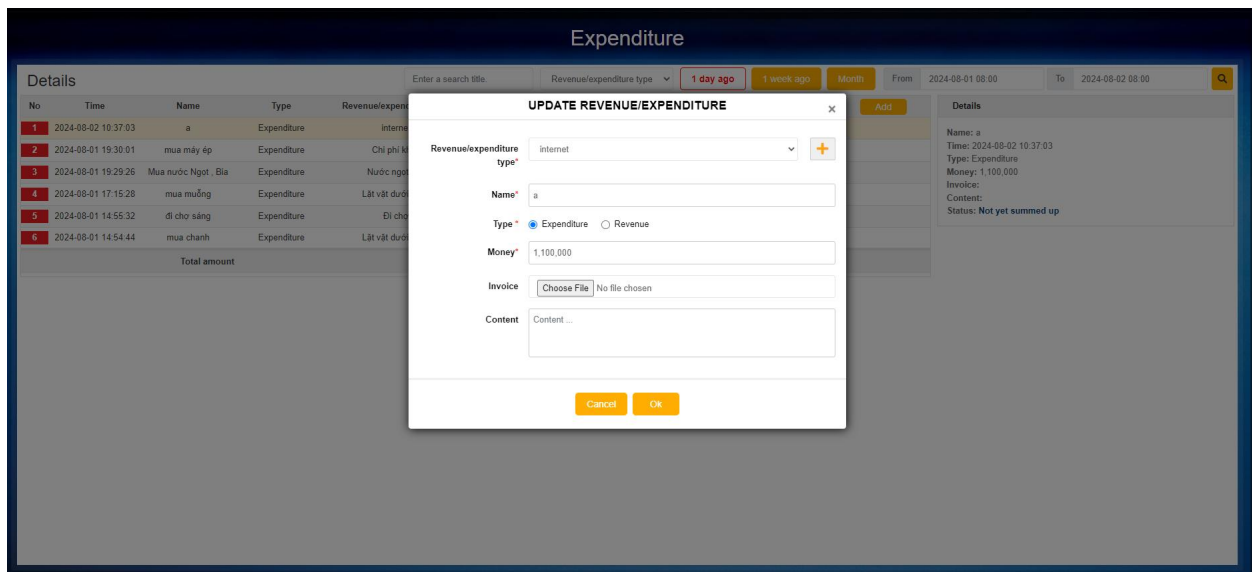 Expenditure
Details
Enter a search title.
Revenue/expenditure type
1 day ago
1 week ago
Month
From
2024-08-01 08:00
To
2024-08-02 08:00
No Time Name Type Revenue/expend
Add
Details
1 2024-08-02 10:37:03 a Expenditure interne
2 2024-08-01 19:30:01 mua máy ép Expenditure Chi phí kh
3 2024-08-01 19:29:26 Mua nước Ngọt , Bia Expenditure Nước ngọt
4 2024-08-01 17:15:28 mua muỗng Expenditure Lặt vặt dưới
5 2024-08-01 14:55:32 đi chợ sáng Expenditure Đi chợ
6 2024-08-01 14:54:44 mua chanh Expenditure Lặt vặt dưới
Total amount
UPDATE REVENUE/EXPENDITURE
×
Revenue/expenditure
type*
internet
+
Name*
a
Type *
Expenditure
Revenue
Money*
1,100,000
Invoice
Choose File No file chosen
Content
Content ...
Cancel
Ok
Name: a
Time: 2024-08-02 10:37:03
Type: Expenditure
Money: 1,100,000
Invoice:
Content:
Status: Not yet summed up